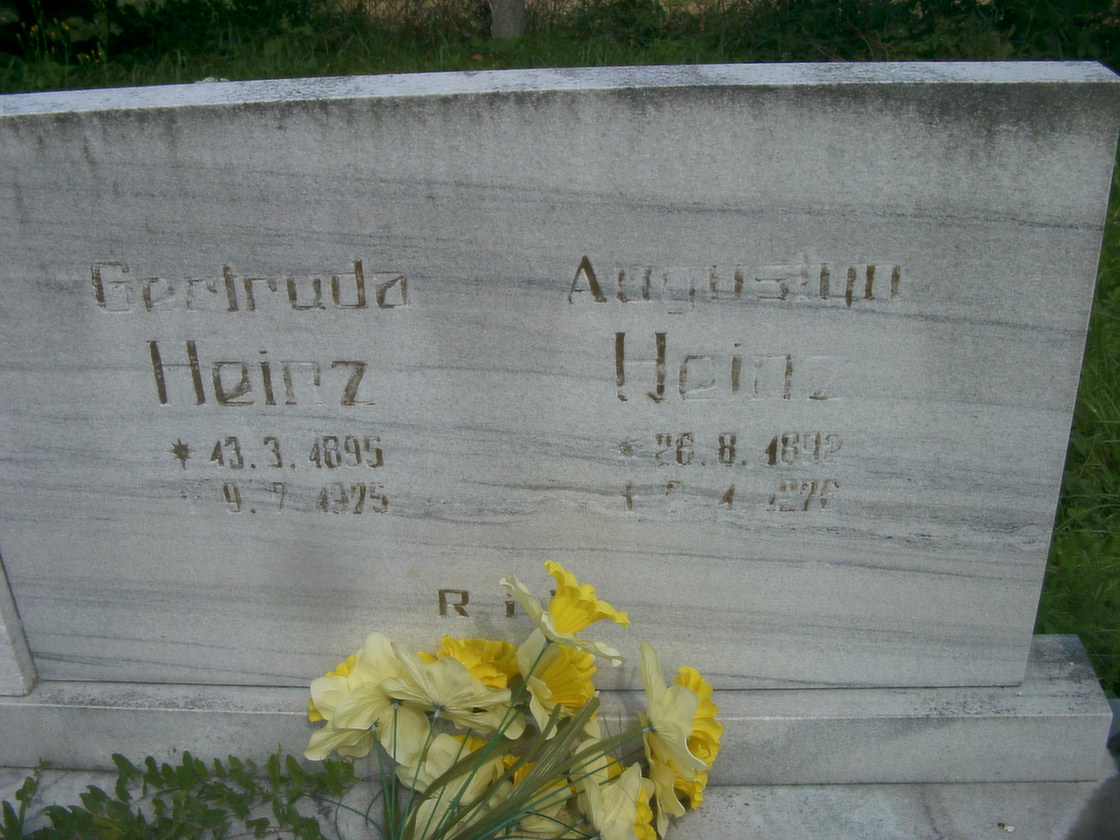 Gertruda
Heinz
* 13.3.1895
9.7.1975
Augustyn
Heinz
* 26.8.1892